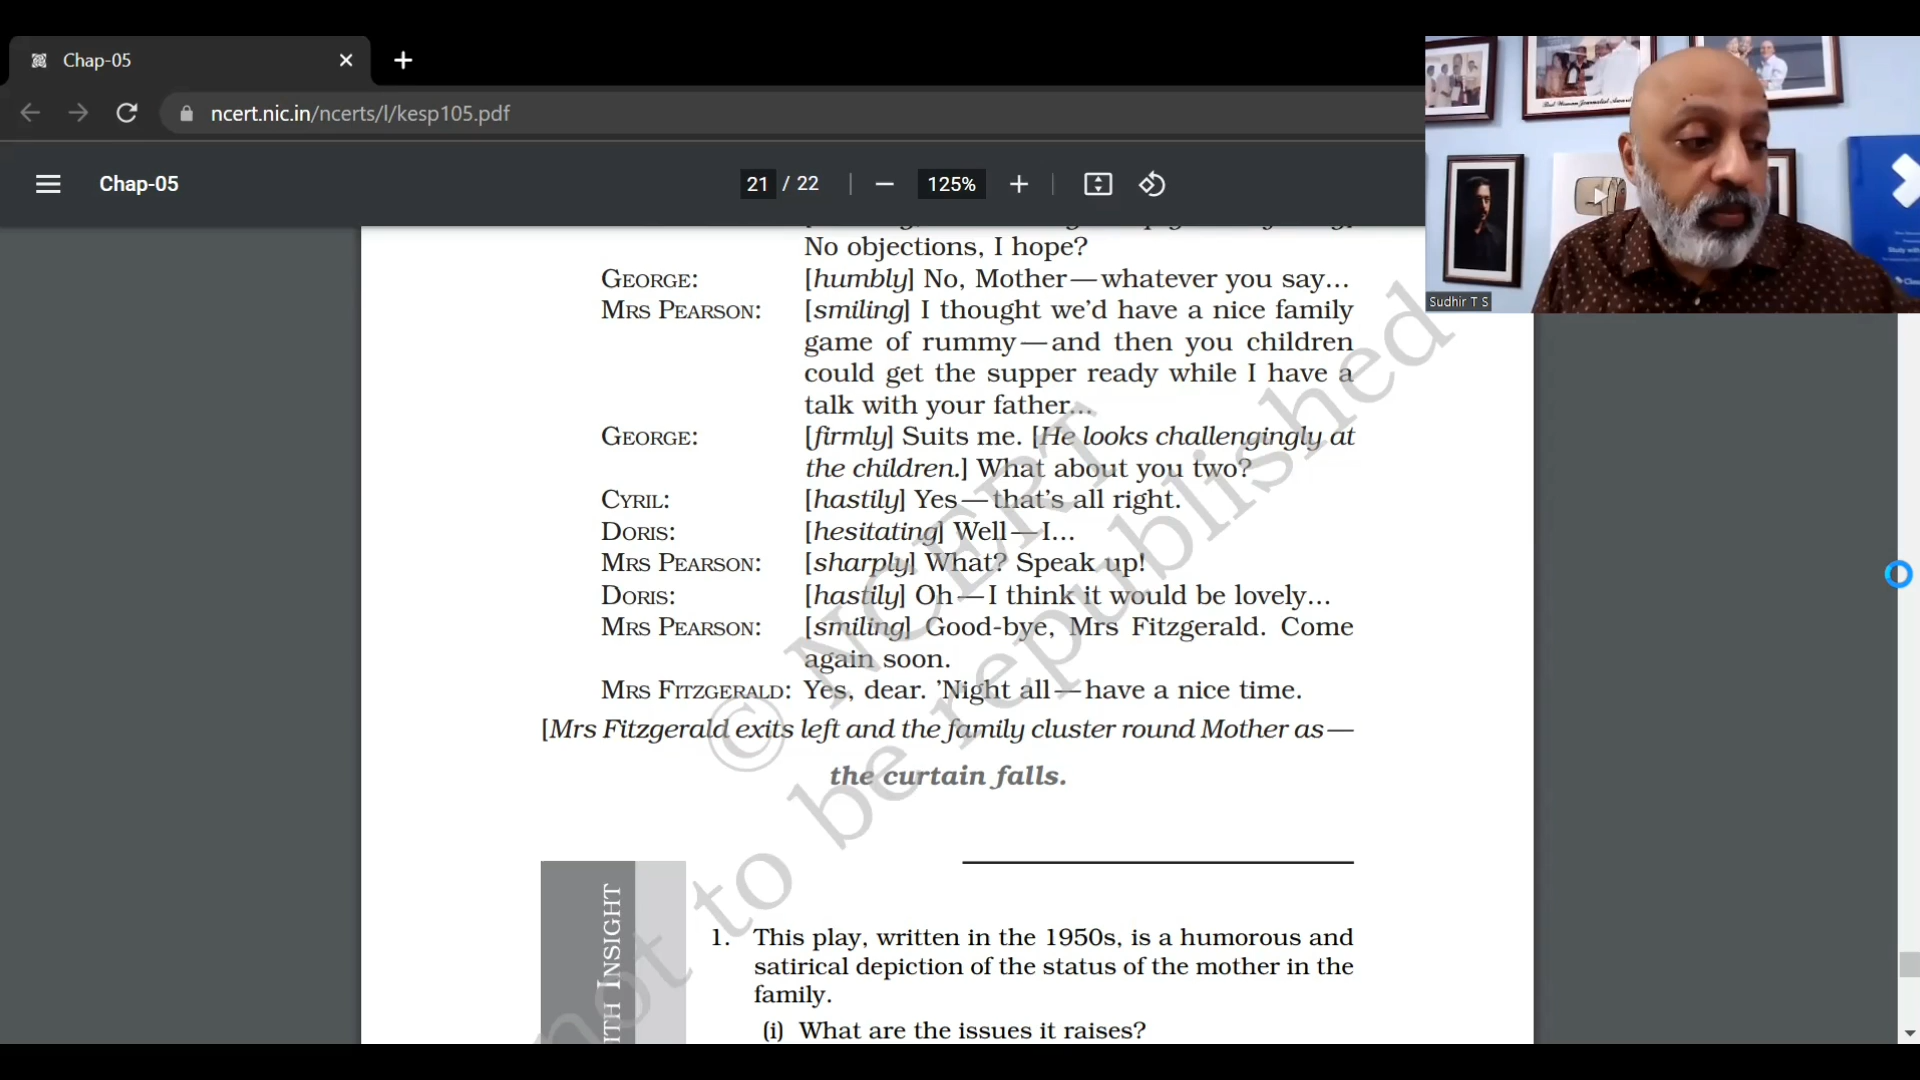 Chap-05
ncert.nic.in/ncerts/l/kesp105.pdf
Chap-05
21 / 22
125%
No objections, I hope?
GEORGE: [humbly] No, Mother—whatever you say...
MRS PEARSON: [smiling] I thought we'd have a nice family
game of rummy—and then you children
could get the supper ready while I have a
talk with your father...
GEORGE: [firmly] Suits me. [He looks challengingly at
the children.] What about you two?
CYRIL: [hastily] Yes—that's all right.
DORIS: [hesitating] Well—I...
MRS PEARSON: [sharply] What? Speak up!
DORIS: [hastily] Oh—I think it would be lovely...
MRS PEARSON: [smiling] Good-bye, Mrs Fitzgerald. Come
again soon.
MRS FITZGERALD: Yes, dear. 'Night all—have a nice time.
[Mrs Fitzgerald exits left and the family cluster round Mother as—
the curtain falls.
1. This play, written in the 1950s, is a humorous and
satirical depiction of the status of the mother in the
family.
(i) What are the issues it raises?
ITH INSIGHT
© NCERT
not to be republished
Sudhir T S